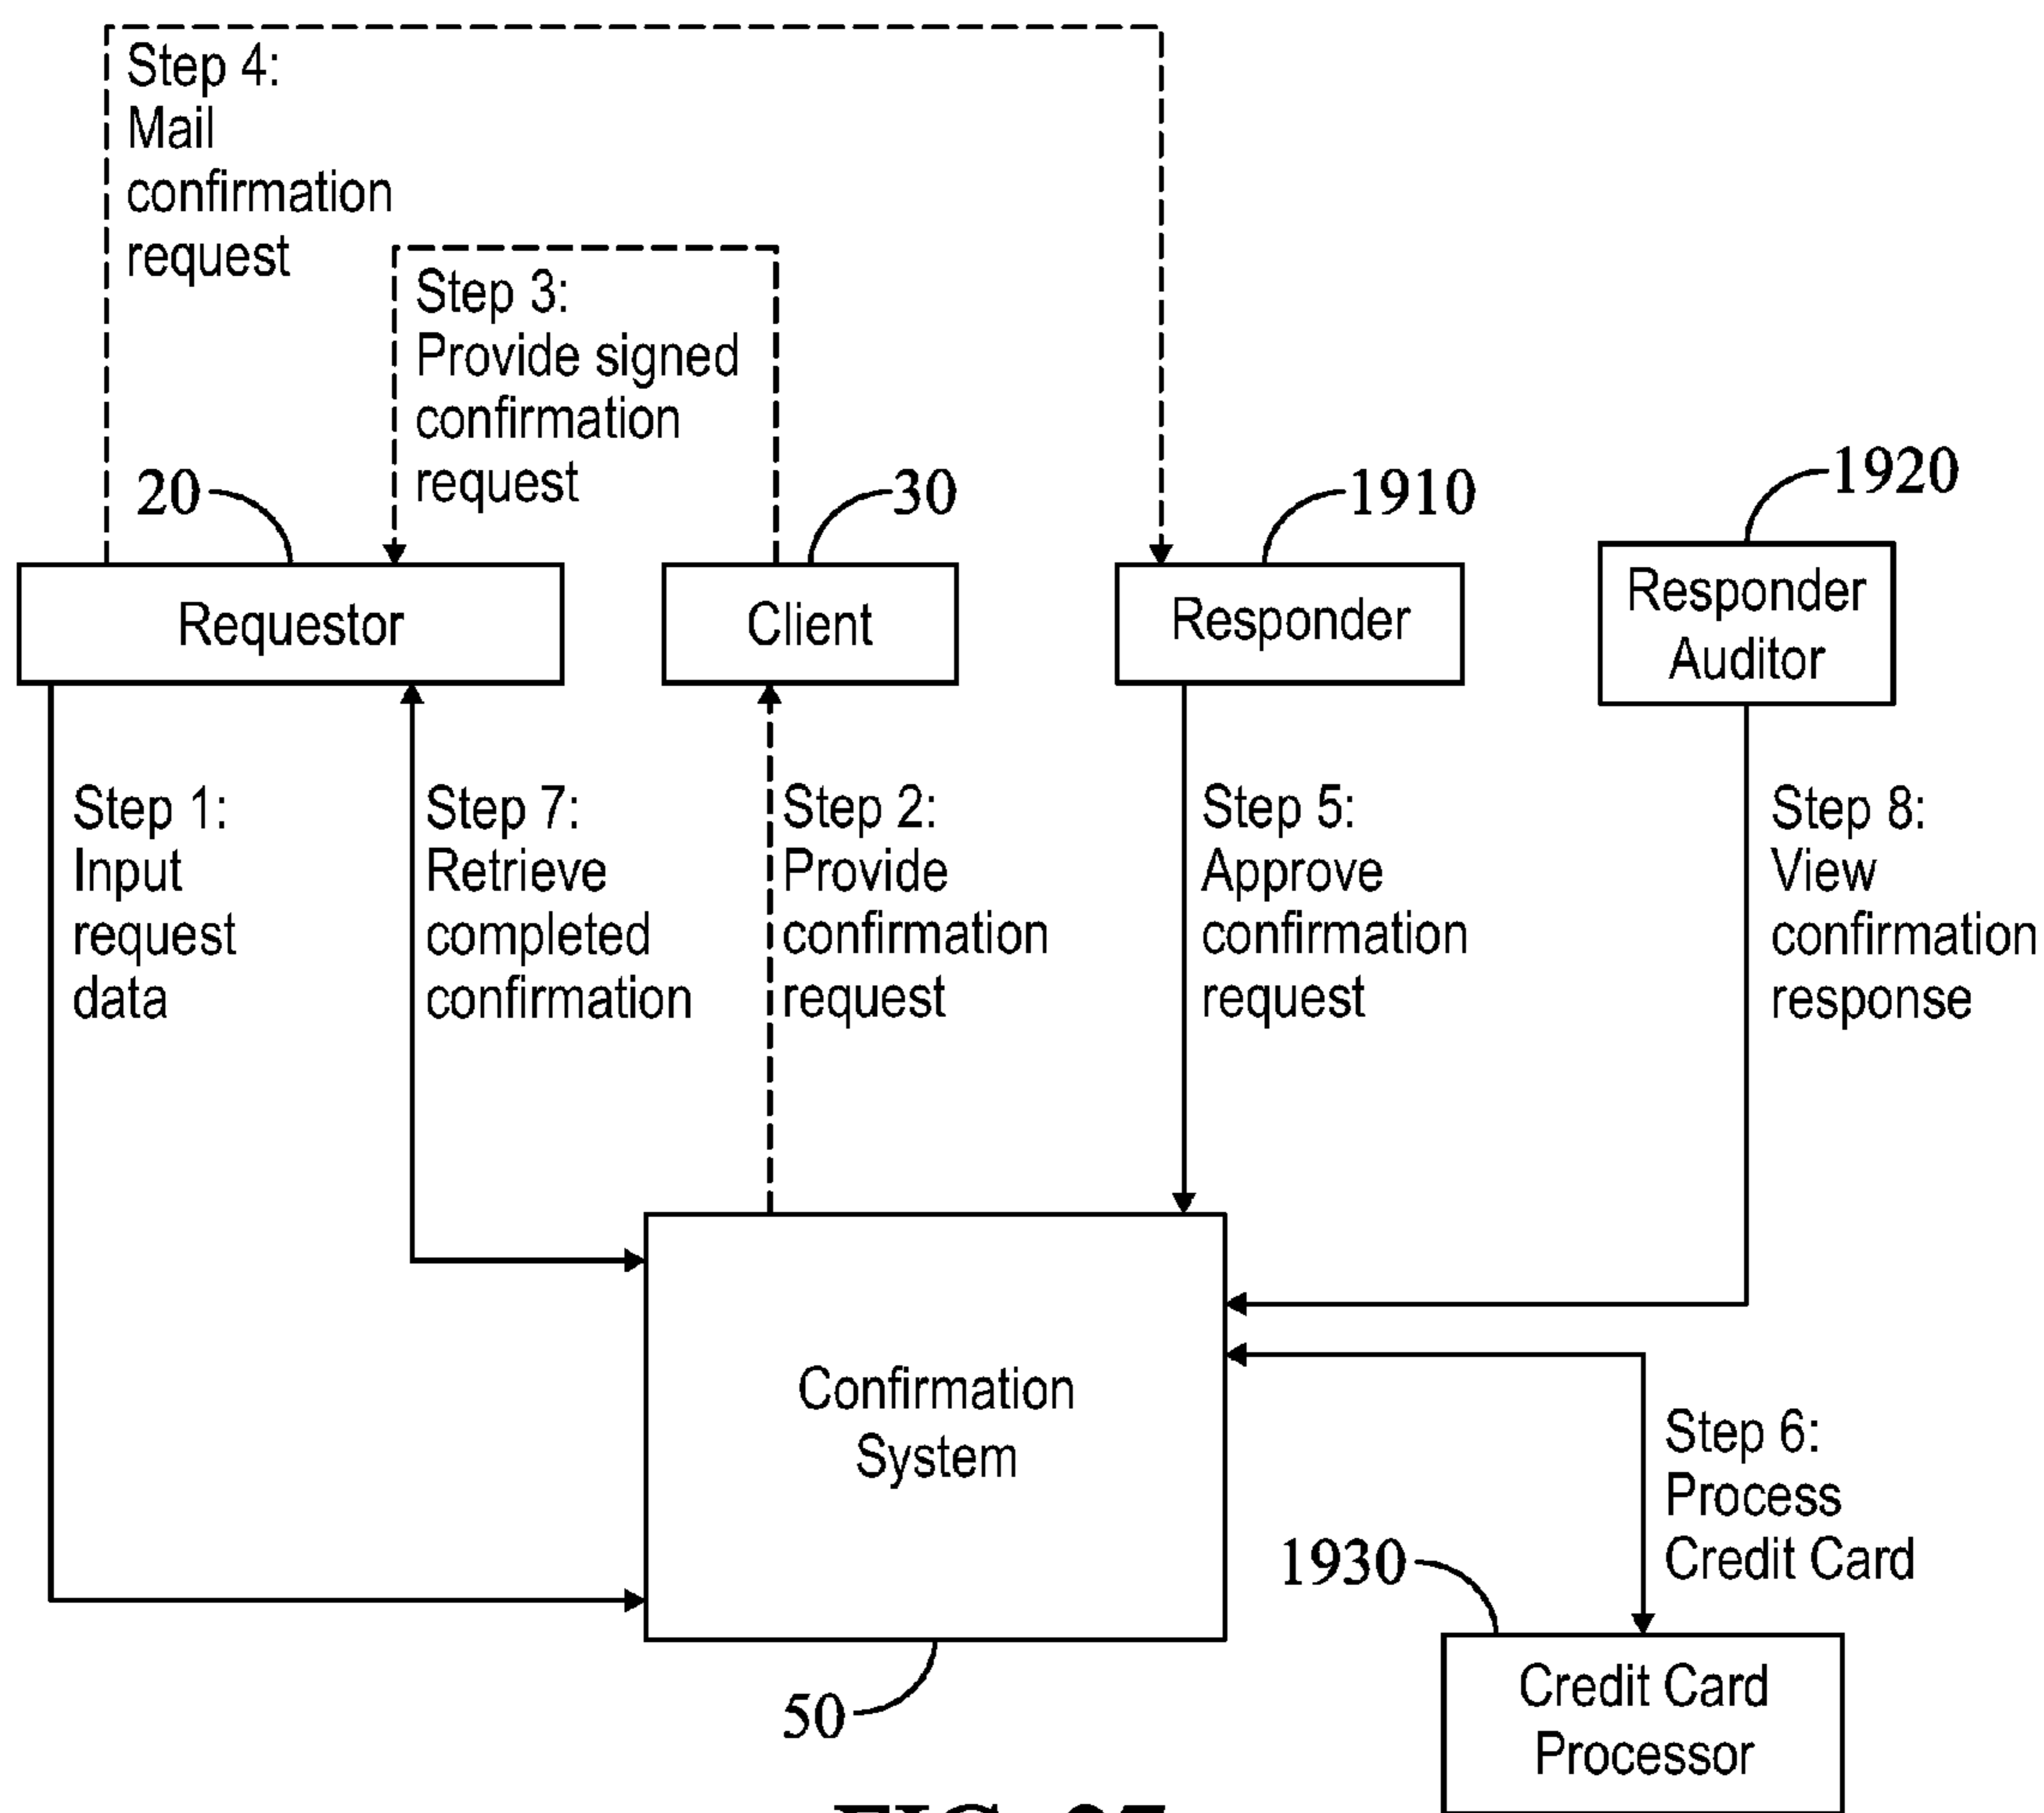 Step 4:
Mail
confirmation
request
Step 3:
Provide signed
confirmation
request
20
30
1910
1920
Requestor
Client
Responder
Responder
Auditor
Step 1:
Input
request
data
Step 7:
Retrieve
completed
confirmation
Step 2:
Provide
confirmation
request
Step 5:
Approve
confirmation
request
Step 8:
View
confirmation
response
Confirmation
System
Step 6:
Process
Credit Card
1930
50
Credit Card
Processor